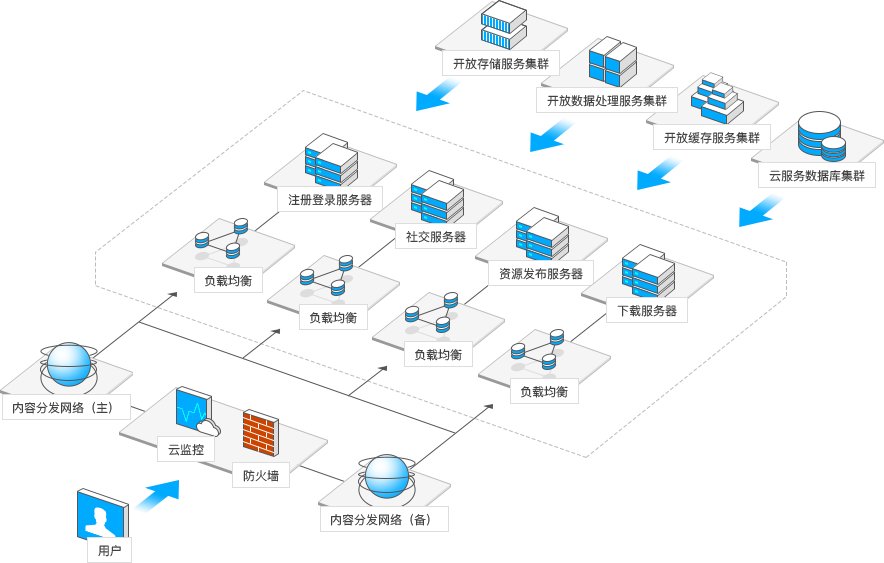 开放存储服务集群
开放数据处理服务集群
开放缓存服务集群
云服务数据库集群
注册登录服务器
社交服务器
资源发布服务器
下载服务器
负载均衡
负载均衡
负载均衡
负载均衡
内容分发网络（主）
云监控
防火墙
内容分发网络（备）
用户